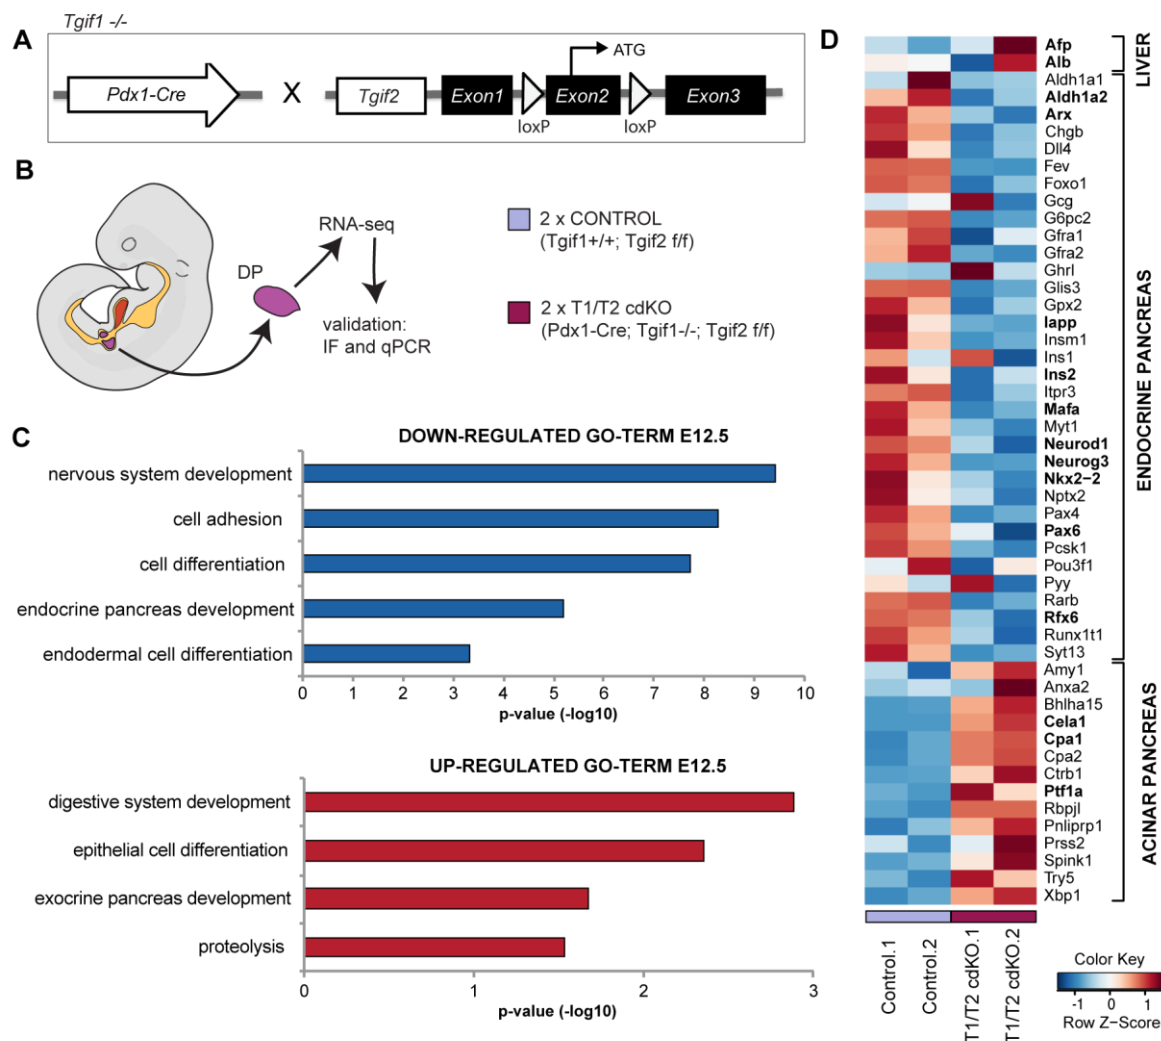 Tgif1 -/-
A
Pdx1-Cre
X
Tgif2
Exon1
Exon2
Exon3
ATG
loxP
loxP
B
DP
RNA-seq
validation:
IF and qPCR
2 x CONTROL
(Tgif1+/+; Tgif2 f/f)
2 x T1/T2 cdKO
(Pdx1-Cre; Tgif1-/-; Tgif2 f/f)
C
DOWN-REGULATED GO-TERM E12.5
nervous system development
cell adhesion
cell differentiation
endocrine pancreas development
endodermal cell differentiation
0 1 2 3 4 5 6 7 8 9 10
p-value (-log10)
UP-REGULATED GO-TERM E12.5
digestive system development
epithelial cell differentiation
exocrine pancreas development
proteolysis
0 1 2 3
p-value (-log10)
D
Afp
Alb
Aldh1a1
Aldh1a2
Arx
Chgb
Dll4
Fev
Foxo1
Gcg
G6pc2
Gfra1
Gfra2
Ghrl
Glis3
Gpx2
Iapp
Insm1
Ins1
Ins2
Itpr3
Mafa
Myt1
Neurod1
Neurog3
Nkx2−2
Nptx2
Pax4
Pax6
Pcsk1
Pou3f1
Pyy
Rarb
Rfx6
Runx1t1
Syt13
Amy1
Anxa2
Bhlha15
Cela1
Cpa1
Cpa2
Ctrb1
Ptf1a
Rbpjl
Pnliprp1
Prss2
Spink1
Try5
Xbp1
LIVER
ENDOCRINE PANCREAS
ACINAR PANCREAS
Control.1
Control.2
T1/T2 cdKO.1
T1/T2 cdKO.2
Color Key
-1 0 1
Row Z−Score